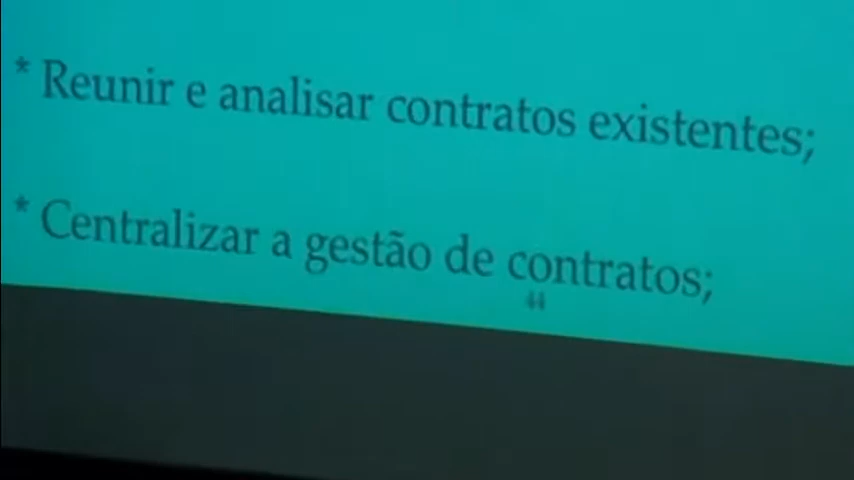 * Reunir e analisar contratos existentes;
* Centralizar a gestão de contratos;
44